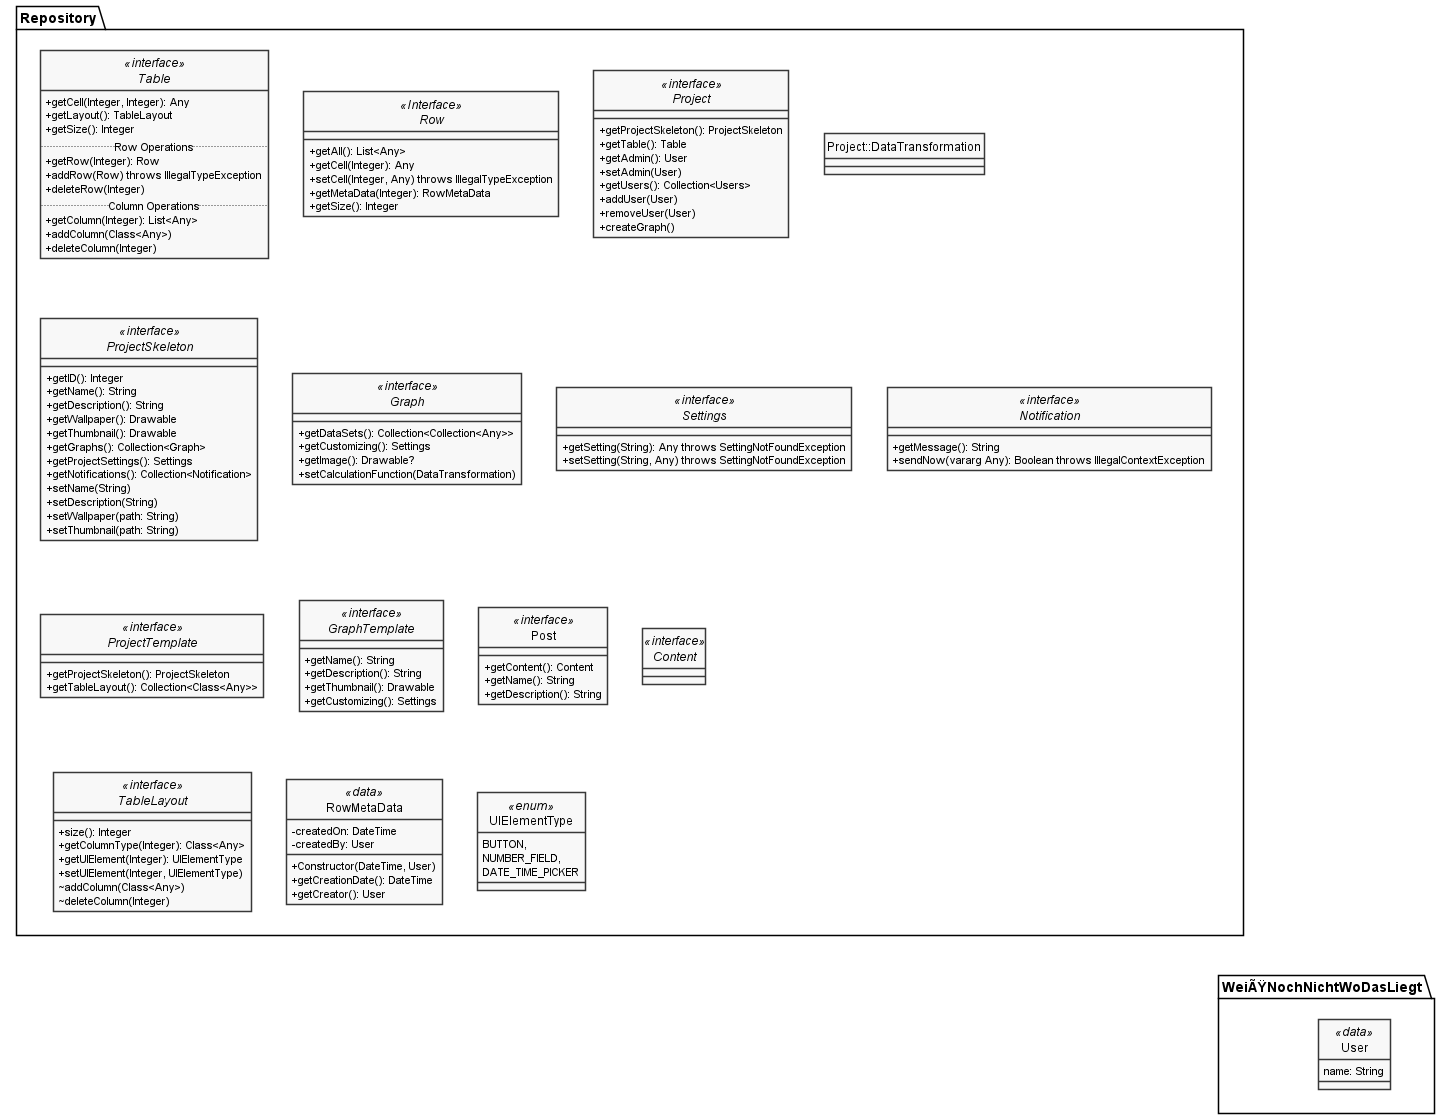 Repository
«interface»
Table
+getCell(Integer, Integer): Any
+getLayout(): TableLayout
+getSize(): Integer
Row Operations
+getRow(Integer): Row
+addRow(Row) throws IllegalTypeException
+deleteRow(Integer)
Column Operations
+getColumn(Integer): List<Any>
+addColumn(Class<Any>)
+deleteColumn(Integer)
«Interface»
Row
+getAll(): List<Any>
+getCell(Integer): Any
+setCell(Integer, Any) throws IllegalTypeException
+getMetaData(Integer): RowMetaData
+getSize(): Integer
«interface»
Project
+getProjectSkeleton(): ProjectSkeleton
+getTable(): Table
+getAdmin(): User
+setAdmin(User)
+getUsers(): Collection<Users>
+addUser(User)
+removeUser(User)
+createGraph()
Project::DataTransformation
«interface»
ProjectSkeleton
+getID(): Integer
+getName(): String
+getDescription(): String
+getWallpaper(): Drawable
+getThumbnail(): Drawable
+getGraphs(): Collection<Graph>
+getProjectSettings(): Settings
+getNotifications(): Collection<Notification>
+setName(String)
+setDescription(String)
+setWallpaper(path: String)
+setThumbnail(path: String)
«interface»
Graph
+getDataSets(): Collection<Collection<Any>>
+getCustomizing(): Settings
+getImage(): Drawable?
+setCalculationFunction(DataTransformation)
«interface»
Settings
+getSetting(String): Any throws SettingNotFoundException
+setSetting(String, Any) throws SettingNotFoundException
«interface»
Notification
+getMessage(): String
+sendNow(vararg Any): Boolean throws IllegalContextException
«interface»
ProjectTemplate
+getProjectSkeleton(): ProjectSkeleton
+getTableLayout(): Collection<Class<Any>>
«interface»
GraphTemplate
+getName(): String
+getDescription(): String
+getThumbnail(): Drawable
+getCustomizing(): Settings
«interface»
Post
+getContent(): Content
+getName(): String
+getDescription(): String
«interface»
Content
«interface»
TableLayout
+size(): Integer
+getColumnType(Integer): Class<Any>
+getUIElement(Integer): UIElementType
+setUIElement(Integer, UIElementType)
~addColumn(Class<Any>)
~deleteColumn(Integer)
«data»
RowMetaData
-createdOn: DateTime
-createdBy: User
+Constructor(DateTime, User)
+getCreationDate(): DateTime
+getCreator(): User
«enum»
UIElementType
BUTTON,
NUMBER_FIELD,
DATE_TIME_PICKER
WeiÃŸNochNichtWoDasLiegt
«data»
User
name: String